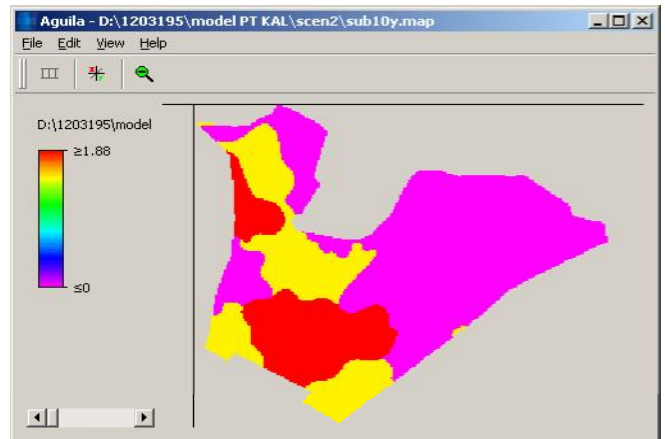 Aguila - D:\1203195\model PT KAL\scen2\sub10y.map
File Edit View Help
D:\1203195\model
≥1.88
≤0